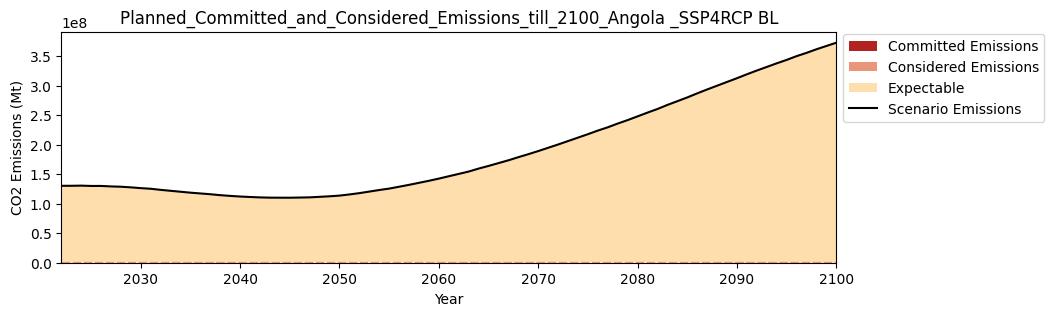 Planned_Committed_and_Considered_Emissions_till_2100_Angola _SSP4RCP BL
1e8
3.5
3.0
2.5
2.0
1.5
1.0
0.5
0.0
CO2 Emissions (Mt)
2030 2040 2050 2060 2070 2080 2090 2100
Year
Committed Emissions
Considered Emissions
Expectable
Scenario Emissions